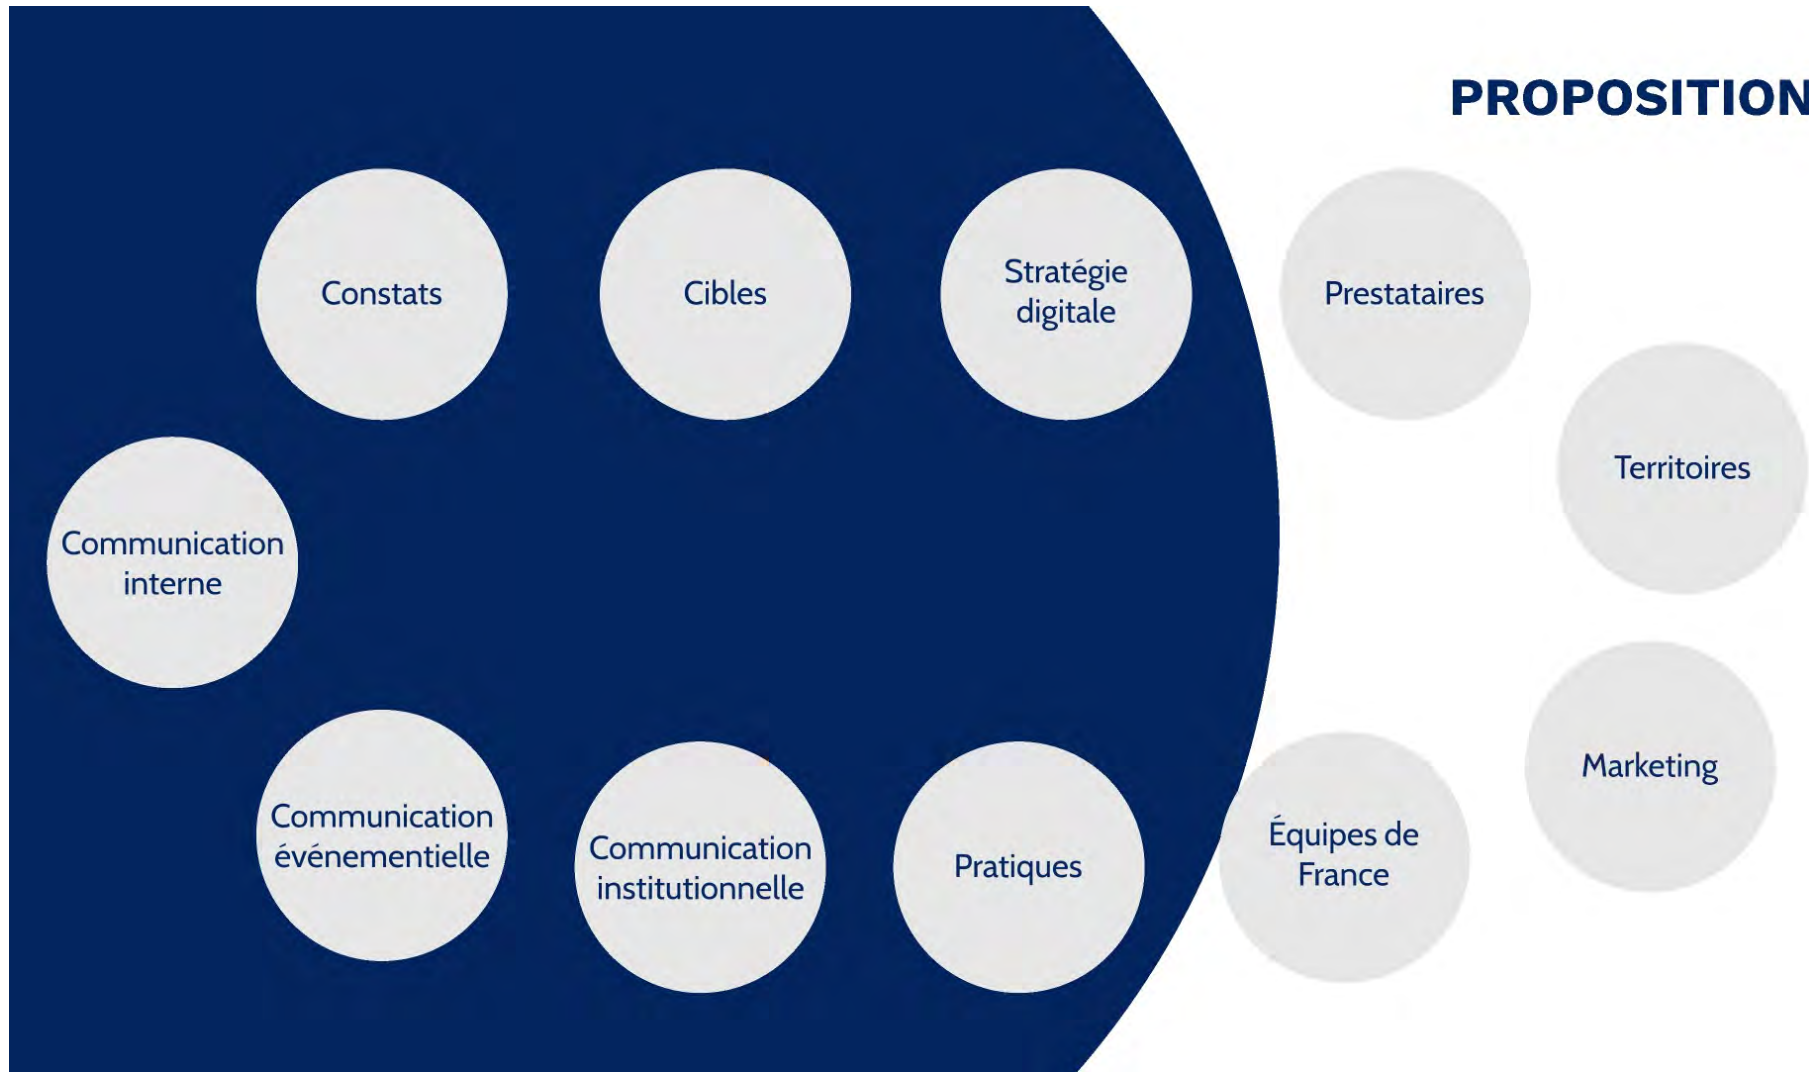 PROPOSITION
Constats
Cibles
Stratégie
digitale
Prestataires
Territoires
Communication
interne
Marketing
Communication
événementielle
Communication
institutionnelle
Pratiques
Équipes de
France